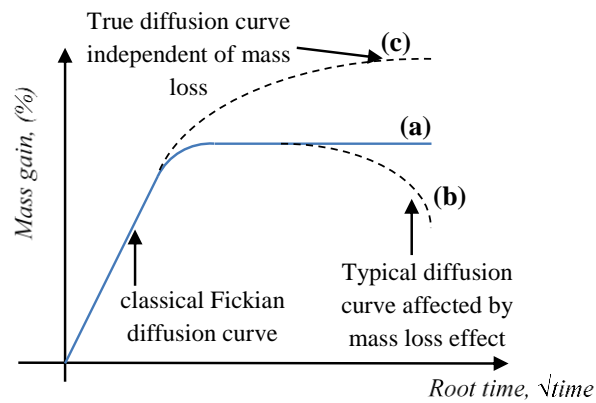 True diffusion curve
independent of mass
loss
(c)
(a)
(b)
Mass gain, (%)
classical Fickian
diffusion curve
Typical diffusion
curve affected by
mass loss effect
Root time, √time